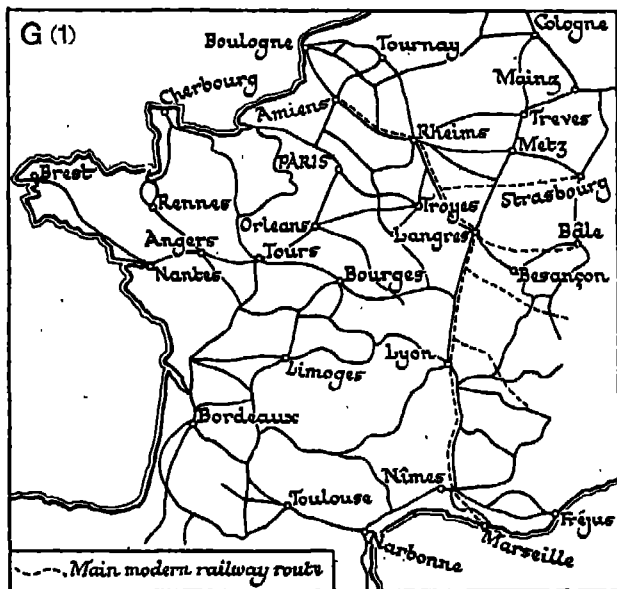 G (1)
Cologne
Boulogne
Tournay
Mainz
Cherbourg
Amiens
Rheims
Treves
Metz
PARIS
Brest
Strasbourg
Rennes
Troyes
Orleans
Langres
Bâle
Angers
Tours
Nantes
Bourges
Besançon
Lyon
Limoges
Bordeaux
Nîmes
Toulouse
Fréjus
Narbonne
Marseille
Main modern railway route